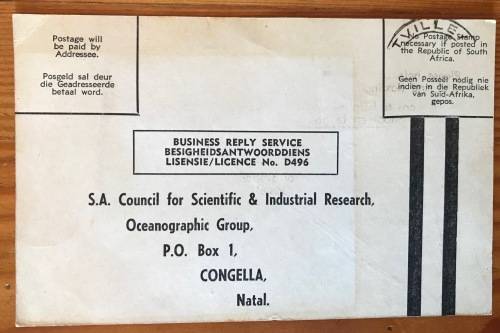 Postage will
be paid by
Addressee.
Posgeld sal deur
die Geadresseerde
betaal word.
TVILLE
No Postage Stamp
necessary if posted in
the Republic of South
Africa.
Geen Posseël nodig nie
indien in die Republiek
van Suid-Afrika,
gepos.
BUSINESS REPLY SERVICE
BESIGHEIDSANTWOORDDIENS
LISENSIE/LICENCE No. D496
S.A. Council for Scientific & Industrial Research,
Oceanographic Group,
P.O. Box 1,
CONGELLA,
Natal.